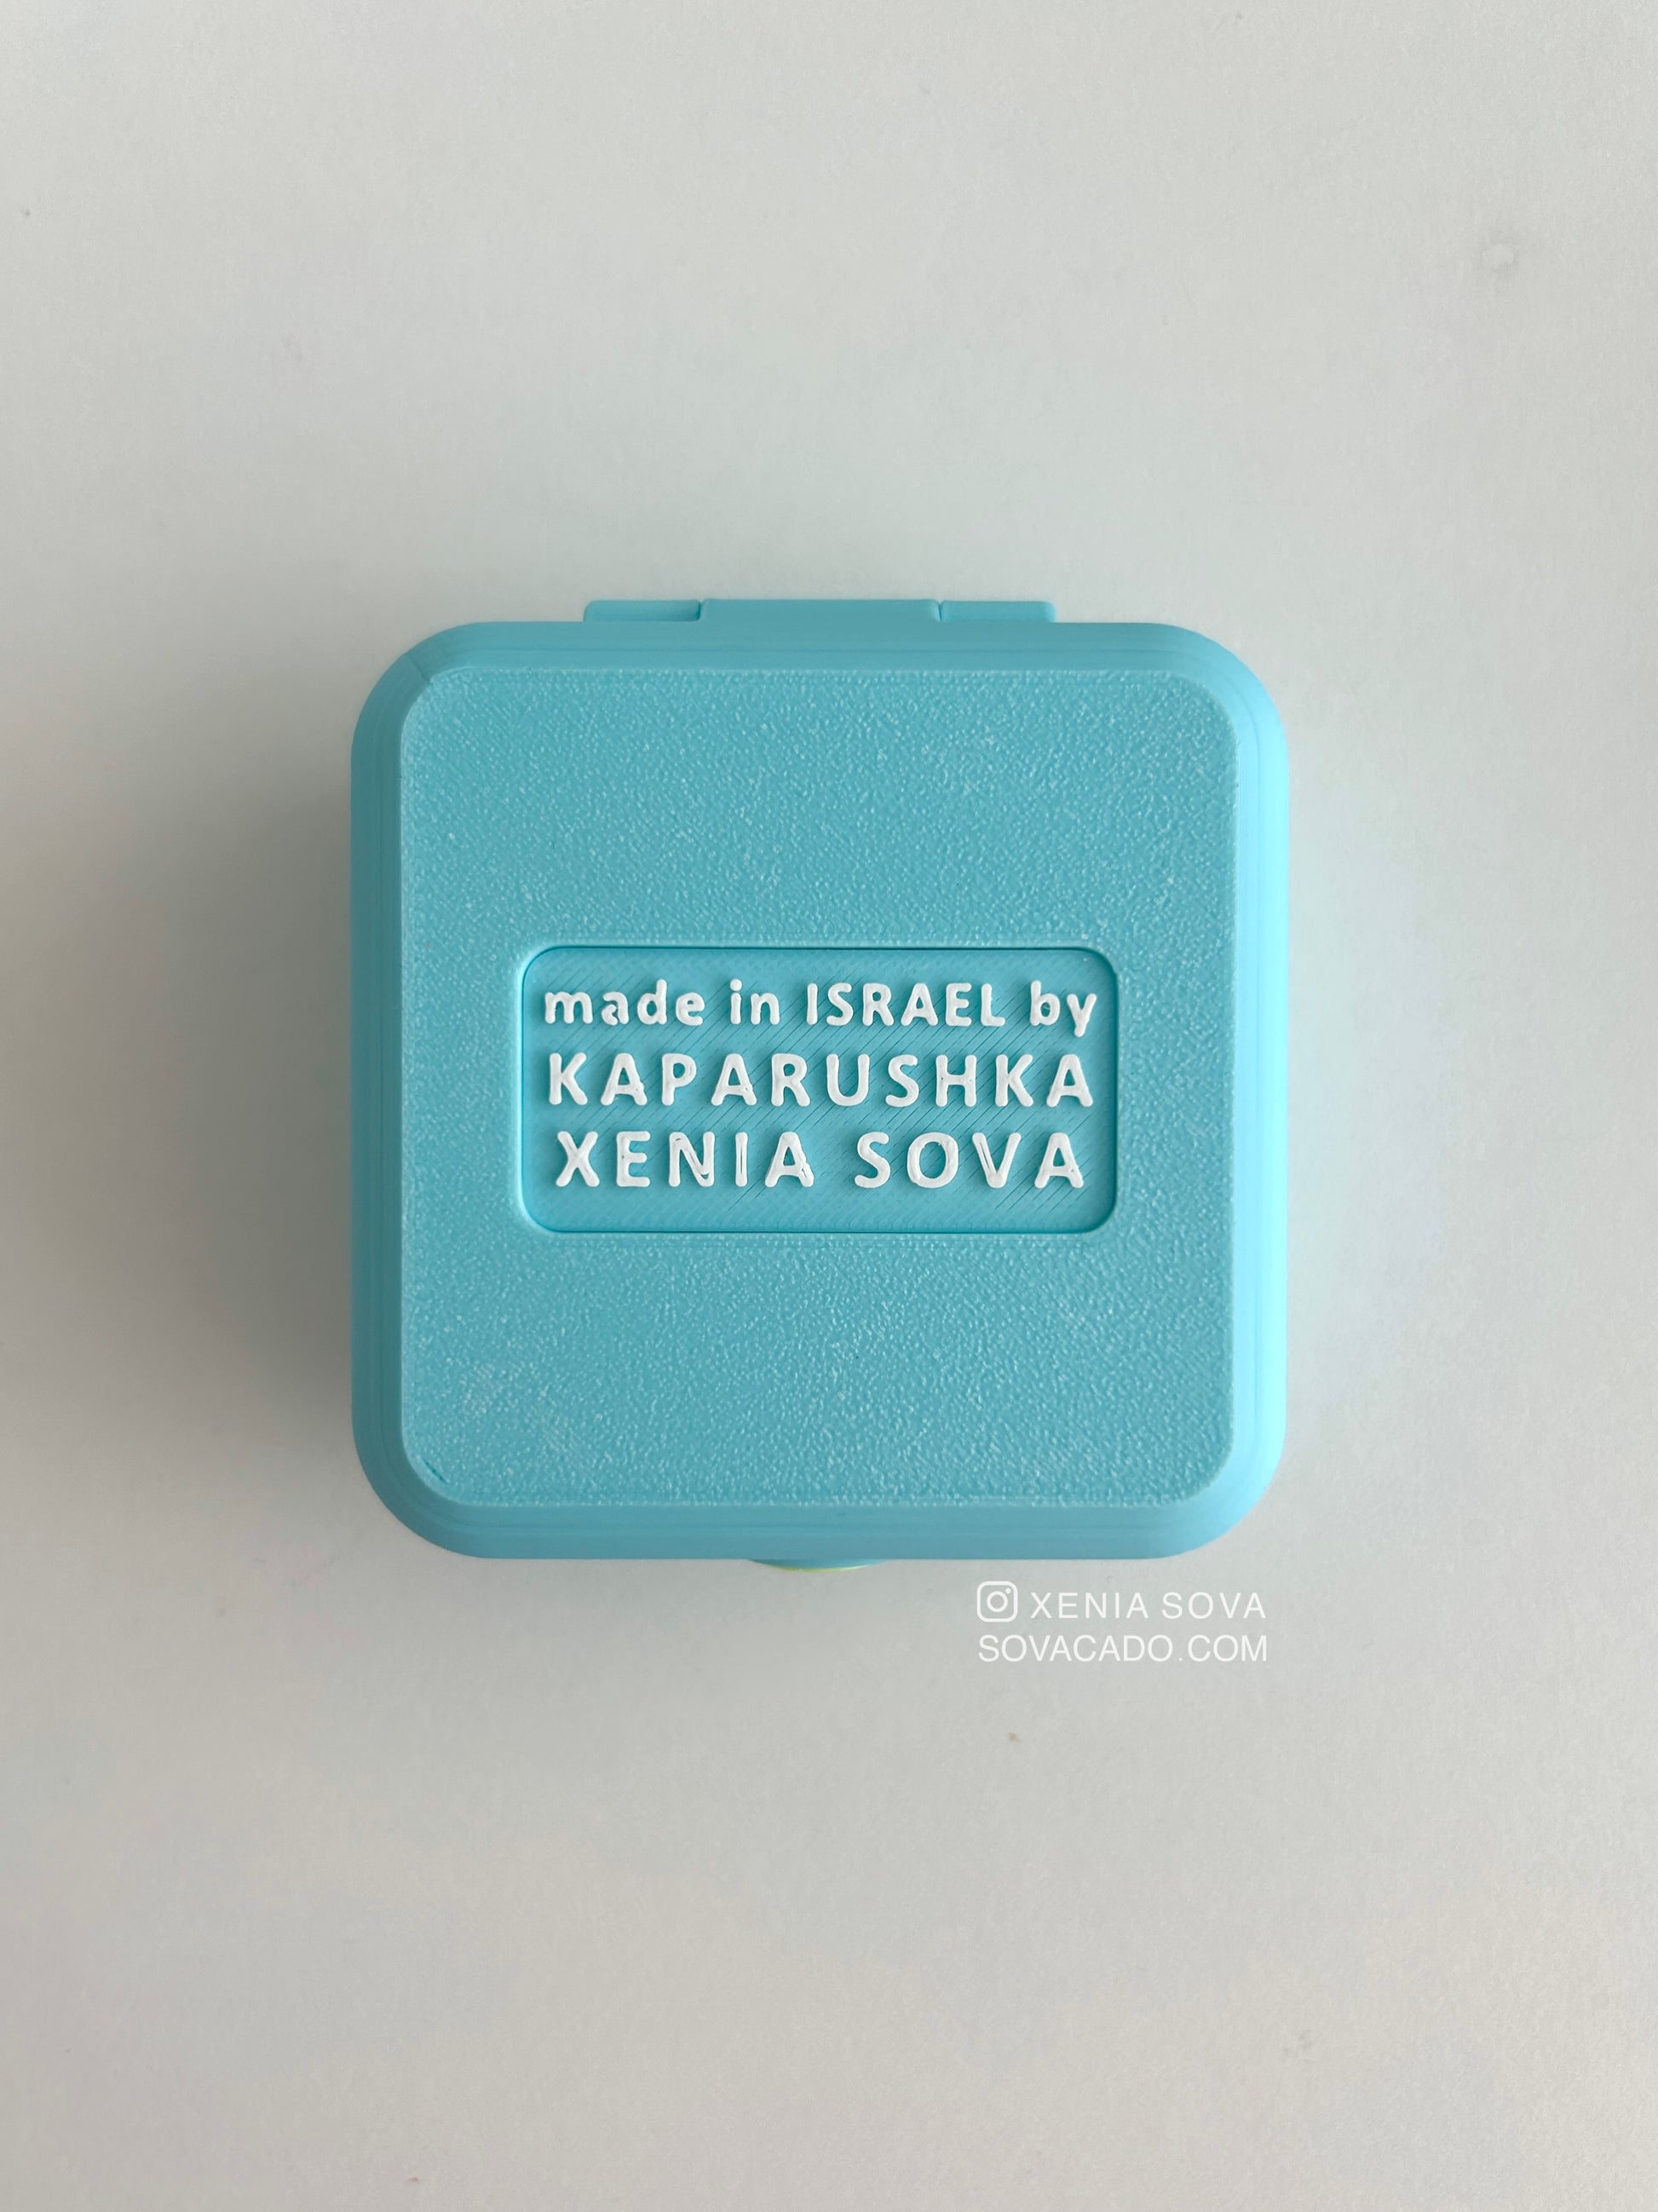 made in ISRAEL by
KAPARUSHKA
XENIA SOVA
XENIA SOVA
SOVACADO.COM